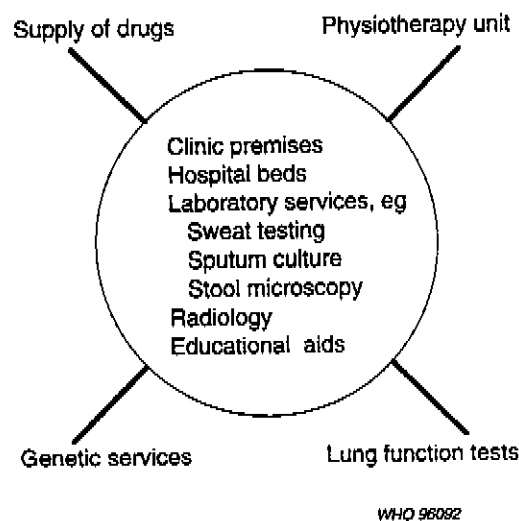 Supply of drugs
Physiotherapy unit
Clinic premises
Hospital beds
Laboratory services, eg
Sweat testing
Sputum culture
Stool microscopy
Radiology
Educational aids
Genetic services
Lung function tests
WHO 96092